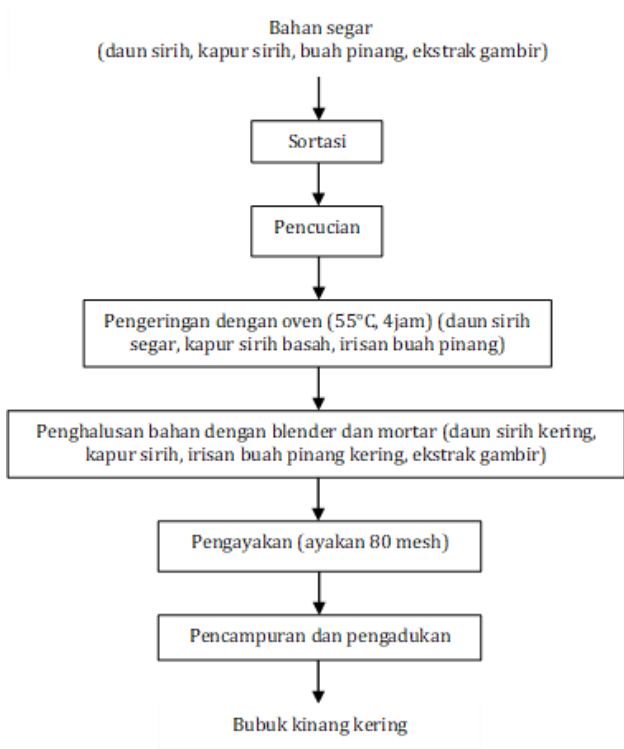 Bahan segar
(daun sirih, kapur sirih, buah pinang, ekstrak gambir)
Sortasi
Pencucian
Pengeringan dengan oven (55°C, 4jam) (daun sirih
segar, kapur sirih basah, irisan buah pinang)
Penghalusan bahan dengan blender dan mortar (daun sirih kering,
kapur sirih, irisan buah pinang kering, ekstrak gambir)
Pengayakan (ayakan 80 mesh)
Pencampuran dan pengadukan
Bubuk kinang kering